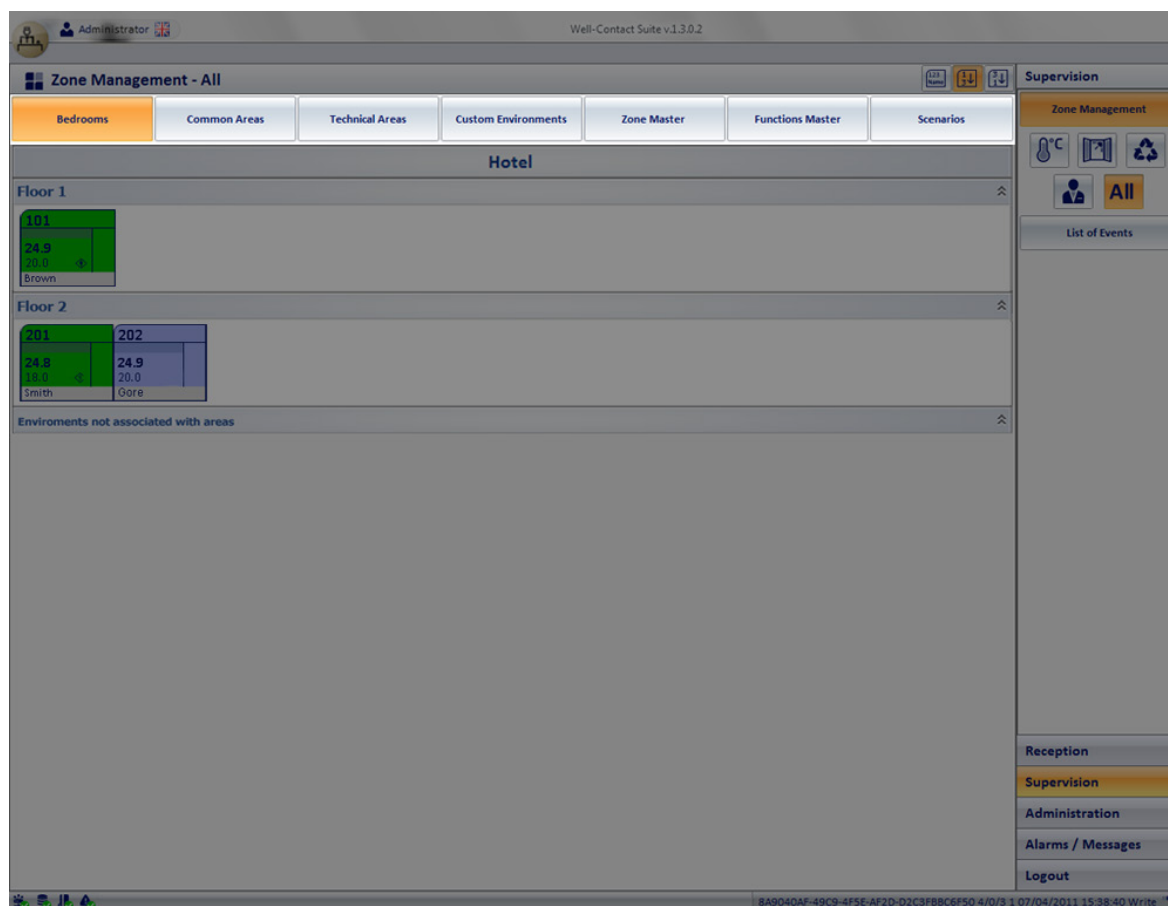 Administrator
Well-Contact Suite v.1.3.0.2
Zone Management - All
Supervision
Bedrooms Common Areas Technical Areas Custom Environments Zone Master Functions Master Scenarios
Zone Management
Hotel
All
List of Events
Floor 1
101
24.9
20.0
Brown
Floor 2
201 202
24.8 24.9
18.0 20.0
Smith Gore
Enviroments not associated with areas
Reception
Supervision
Administration
Alarms / Messages
Logout
8A9040AF-49C9-4F5E-AF2D-D2C3FBBC6F50 4/0/3 1 07/04/2011 15:38:40 Write